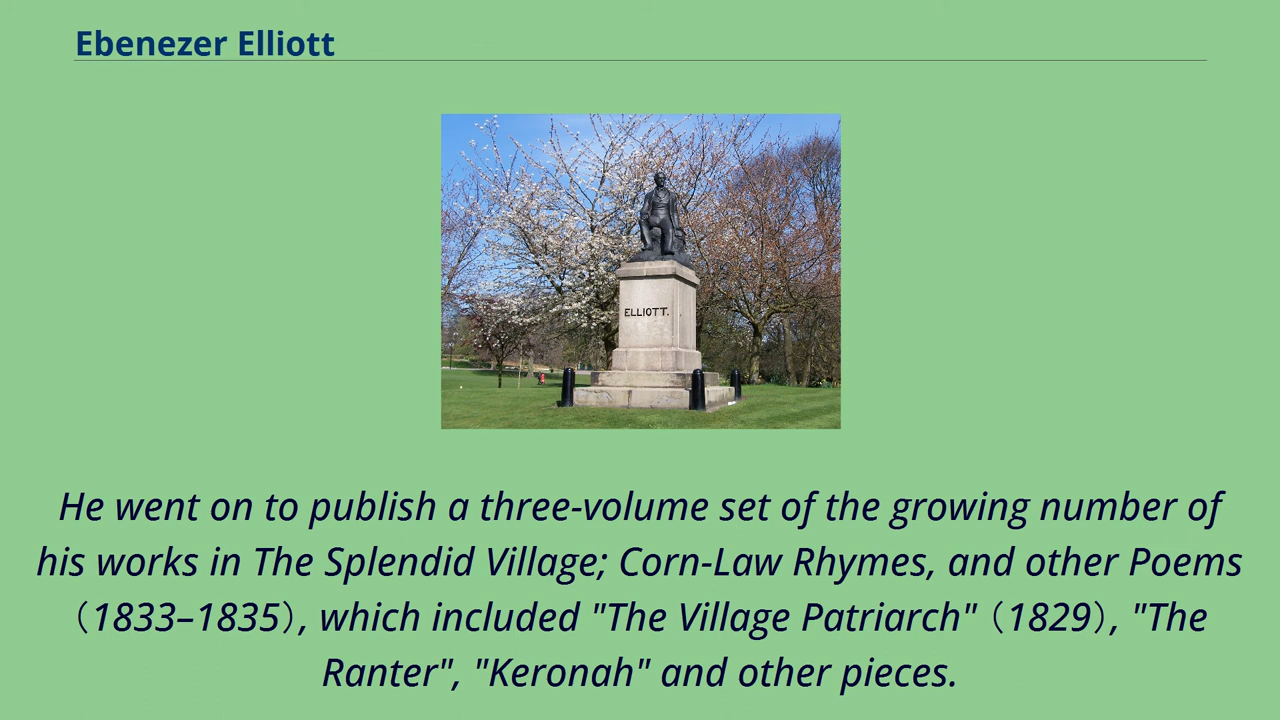 Ebenezer Elliott
ELLIOTT.
He went on to publish a three-volume set of the growing number of
his works in The Splendid Village; Corn-Law Rhymes, and other Poems
（1833–1835）, which included "The Village Patriarch" （1829）, "The
Ranter", "Keronah" and other pieces.